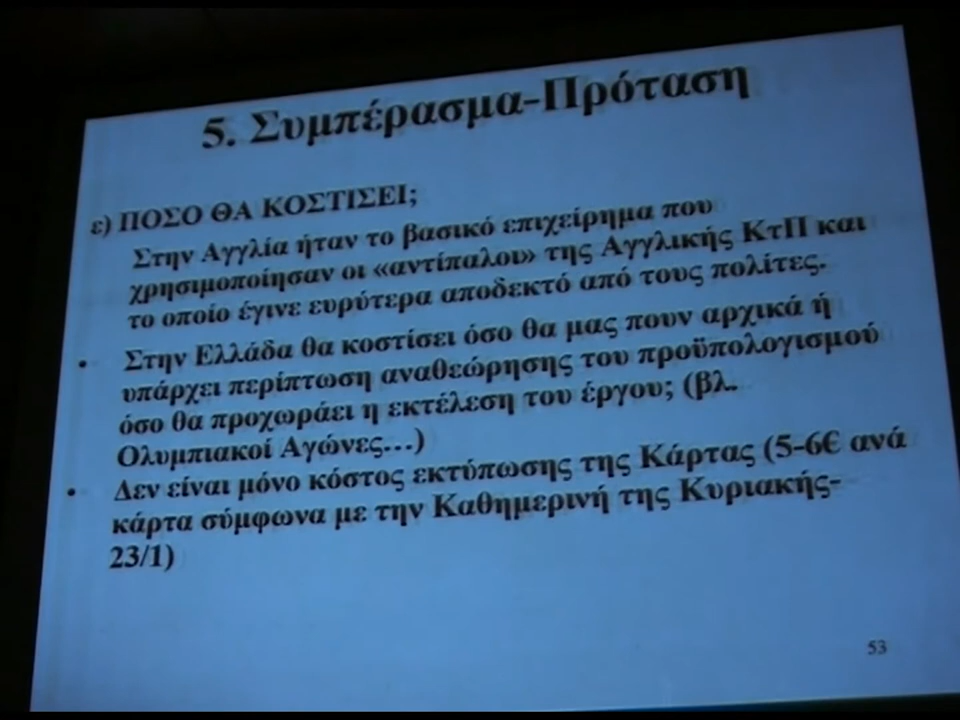 5. Συμπέρασμα-Πρόταση
ε) ΠΟΣΟ ΘΑ ΚΟΣΤΙΣΕΙ;
Στην Αγγλία ήταν το βασικό επιχείρημα που
χρησιμοποίησαν οι «αντίπαλου» της Αγγλικής ΚτΠ και
το οποίο έγινε ευρύτερα αποδεκτό από τους πολίτες.
• Στην Ελλάδα θα κοστίσει όσο θα μας πουν αρχικά ή
υπάρχει περίπτωση αναθεώρησης του προϋπολογισμού
όσο θα προχωράει η εκτέλεση του έργου; (βλ.
Ολυμπιακοί Αγώνες...)
• Δεν είναι μόνο κόστος εκτύπωσης της Κάρτας (5-6€ ανά
κάρτα σύμφωνα με την Καθημερινή της Κυριακής-
23/1)
53